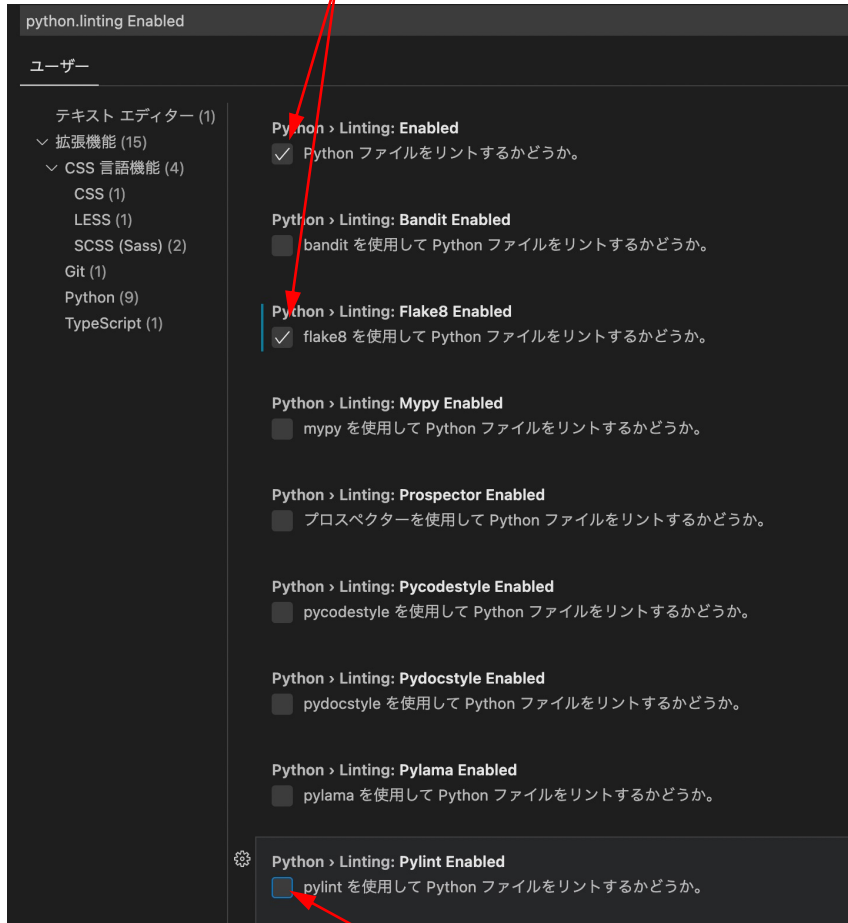 python.linting Enabled
ユーザー
テキスト エディター (1)
拡張機能 (15)
CSS 言語機能 (4)
CSS (1)
LESS (1)
SCSS (Sass) (2)
Git (1)
Python (9)
TypeScript (1)
Python › Linting: Enabled
Python ファイルをリントするかどうか。
Python › Linting: Bandit Enabled
bandit を使用して Python ファイルをリントするかどうか。
Python › Linting: Flake8 Enabled
flake8 を使用して Python ファイルをリントするかどうか。
Python › Linting: Mypy Enabled
mypy を使用して Python ファイルをリントするかどうか。
Python › Linting: Prospector Enabled
プロスペクターを使用して Python ファイルをリントするかどうか。
Python › Linting: Pycodestyle Enabled
pycodestyle を使用して Python ファイルをリントするかどうか。
Python › Linting: Pydocstyle Enabled
pydocstyle を使用して Python ファイルをリントするかどうか。
Python › Linting: Pylama Enabled
pylama を使用して Python ファイルをリントするかどうか。
Python › Linting: Pylint Enabled
pylint を使用して Python ファイルをリントするかどうか。